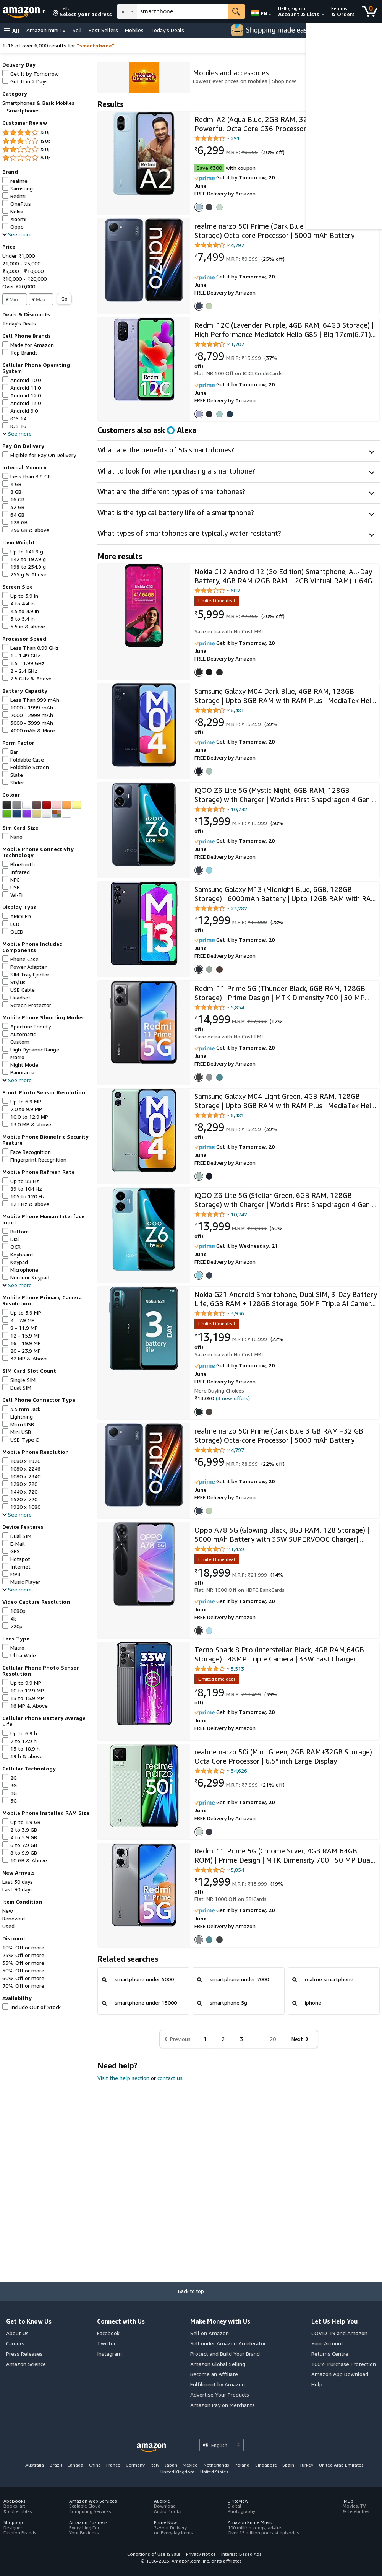 amazon.in
Hello
Select your address
All
smartphone
EN
Hello, sign in
Account & Lists
Returns
& Orders
0
All
Amazon miniTV
Sell
Best Sellers
Mobiles
Today's Deals
Shopping made eas
1-16 of over 6,000 results for "smartphone"
Delivery Day
Get It by Tomorrow
Get It in 2 Days
Category
Smartphones & Basic Mobiles
Smartphones
Customer Review
& Up
& Up
& Up
& Up
Brand
realme
Samsung
Redmi
OnePlus
Nokia
Xiaomi
Oppo
See more
Price
Under ₹1,000
₹1,000 - ₹5,000
₹5,000 - ₹10,000
₹10,000 - ₹20,000
Over ₹20,000
₹ Min
₹ Max
Go
Deals & Discounts
Today's Deals
Cell Phone Brands
Made for Amazon
Top Brands
Cellular Phone Operating
System
Android 10.0
Android 11.0
Android 12.0
Android 13.0
Android 9.0
iOS 14
iOS 16
See more
Pay On Delivery
Eligible for Pay On Delivery
Internal Memory
Less than 3.9 GB
4 GB
8 GB
16 GB
32 GB
64 GB
128 GB
256 GB & above
Item Weight
Up to 141.9 g
142 to 197.9 g
198 to 254.9 g
255 g & Above
Screen Size
Up to 3.9 in
4 to 4.4 in
4.5 to 4.9 in
5 to 5.4 in
5.5 in & above
Processor Speed
Less Than 0.99 GHz
1 - 1.49 GHz
1.5 - 1.99 GHz
2 - 2.4 GHz
2.5 GHz & Above
Battery Capacity
Less Than 999 mAh
1000 - 1999 mAh
2000 - 2999 mAh
3000 - 3999 mAh
4000 mAh & More
Form Factor
Bar
Foldable Case
Foldable Screen
Slate
Slider
Colour
Sim Card Size
Nano
Mobile Phone Connectivity
Technology
Bluetooth
Infrared
NFC
USB
Wi-Fi
Display Type
AMOLED
LCD
OLED
Mobile Phone Included
Components
Phone Case
Power Adapter
SIM Tray Ejector
Stylus
USB Cable
Headset
Screen Protector
Mobile Phone Shooting Modes
Aperture Priority
Automatic
Custom
High Dynamic Range
Macro
Night Mode
Panorama
See more
Front Photo Sensor Resolution
Up to 6.9 MP
7.0 to 9.9 MP
10.0 to 12.9 MP
13.0 MP & above
Mobile Phone Biometric Security
Feature
Face Recognition
Fingerprint Recognition
Mobile Phone Refresh Rate
Up to 88 Hz
89 to 104 Hz
105 to 120 Hz
121 Hz & above
Mobile Phone Human Interface
Input
Buttons
Dial
OCR
Keyboard
Keypad
Microphone
Numeric Keypad
See more
Mobile Phone Primary Camera
Resolution
Up to 3.9 MP
4 - 7.9 MP
8 - 11.9 MP
12 - 15.9 MP
16 - 19.9 MP
20 - 23.9 MP
32 MP & Above
SIM Card Slot Count
Single SIM
Dual SIM
Cell Phone Connector Type
3.5 mm Jack
Lightning
Micro USB
Mini USB
USB Type C
Mobile Phone Resolution
1080 x 1920
1080 x 2246
1080 x 2340
1280 x 720
1440 x 720
1520 x 720
1920 x 1080
See more
Device Features
Dual SIM
E-Mail
GPS
Hotspot
Internet
MP3
Music Player
See more
Video Capture Resolution
1080p
4k
720p
Lens Type
Macro
Ultra Wide
Cellular Phone Photo Sensor
Resolution
Up to 9.9 MP
10 to 12.9 MP
13 to 15.9 MP
16 MP & Above
Cellular Phone Battery Average
Life
Up to 6.9 h
7 to 12.9 h
13 to 18.9 h
19 h & above
Cellular Technology
2G
3G
4G
5G
Mobile Phone Installed RAM Size
Up to 1.9 GB
2 to 3.9 GB
4 to 5.9 GB
6 to 7.9 GB
8 to 9.9 GB
10 GB & Above
New Arrivals
Last 30 days
Last 90 days
Item Condition
New
Renewed
Used
Discount
10% Off or more
25% Off or more
35% Off or more
50% Off or more
60% Off or more
70% Off or more
Availability
Include Out of Stock
Mobiles and accessories
Lowest ever prices on mobiles | Shop now
Results
Redmi A2 (Aqua Blue, 2GB RAM, 32
Powerful Octa Core G36 Processor
291
₹6,299 M.R.P: ₹8,999 (30% off)
Save ₹300 with coupon
prime Get it by Tomorrow, 20
June
FREE Delivery by Amazon
realme narzo 50i Prime (Dark Blue
Storage) Octa-core Processor | 5000 mAh Battery
4,797
₹7,499 M.R.P: ₹9,999 (25% off)
prime Get it by Tomorrow, 20
June
FREE Delivery by Amazon
Redmi 12C (Lavender Purple, 4GB RAM, 64GB Storage) |
High Performance Mediatek Helio G85 | Big 17cm(6.71)...
1,707
₹8,799 M.R.P: ₹13,999 (37%
off)
Flat INR 500 Off on ICICI CreditCards
prime Get it by Tomorrow, 20
June
FREE Delivery by Amazon
Customers also ask Alexa
What are the benefits of 5G smartphones?
What to look for when purchasing a smartphone?
What are the different types of smartphones?
What is the typical battery life of a smartphone?
What types of smartphones are typically water resistant?
More results
Nokia C12 Android 12 (Go Edition) Smartphone, All-Day
Battery, 4GB RAM (2GB RAM + 2GB Virtual RAM) + 64G...
687
Limited time deal
₹5,999 M.R.P: ₹7,499 (20% off)
Save extra with No Cost EMI
prime Get it by Tomorrow, 20
June
FREE Delivery by Amazon
Samsung Galaxy M04 Dark Blue, 4GB RAM, 128GB
Storage | Upto 8GB RAM with RAM Plus | MediaTek Hel...
6,481
₹8,299 M.R.P: ₹13,499 (39%
off)
prime Get it by Tomorrow, 20
June
FREE Delivery by Amazon
iQOO Z6 Lite 5G (Mystic Night, 6GB RAM, 128GB
Storage) with Charger | World's First Snapdragon 4 Gen ...
10,742
₹13,999 M.R.P: ₹19,999 (30%
off)
prime Get it by Tomorrow, 20
June
FREE Delivery by Amazon
Samsung Galaxy M13 (Midnight Blue, 6GB, 128GB
Storage) | 6000mAh Battery | Upto 12GB RAM with RA...
23,282
₹12,999 M.R.P: ₹17,999 (28%
off)
prime Get it by Tomorrow, 20
June
FREE Delivery by Amazon
Redmi 11 Prime 5G (Thunder Black, 6GB RAM, 128GB
Storage) | Prime Design | MTK Dimensity 700 | 50 MP...
5,854
₹14,999 M.R.P: ₹17,999 (17%
off)
Save extra with No Cost EMI
prime Get it by Tomorrow, 20
June
FREE Delivery by Amazon
Samsung Galaxy M04 Light Green, 4GB RAM, 128GB
Storage | Upto 8GB RAM with RAM Plus | MediaTek Hel...
6,481
₹8,299 M.R.P: ₹13,499 (39%
off)
prime Get it by Tomorrow, 20
June
FREE Delivery by Amazon
iQOO Z6 Lite 5G (Stellar Green, 6GB RAM, 128GB
Storage) with Charger | World's First Snapdragon 4 Gen ...
10,742
₹13,999 M.R.P: ₹19,999 (30%
off)
prime Get it by Wednesday, 21
June
FREE Delivery by Amazon
Nokia G21 Android Smartphone, Dual SIM, 3-Day Battery
Life, 6GB RAM + 128GB Storage, 50MP Triple AI Camer...
3,936
Limited time deal
₹13,199 M.R.P: ₹16,999 (22%
off)
Save extra with No Cost EMI
prime Get it by Tomorrow, 20
June
FREE Delivery by Amazon
More Buying Choices
₹13,090 (3 new offers)
realme narzo 50i Prime (Dark Blue 3 GB RAM +32 GB
Storage) Octa-core Processor | 5000 mAh Battery
4,797
₹6,999 M.R.P: ₹8,999 (22% off)
prime Get it by Tomorrow, 20
June
FREE Delivery by Amazon
Oppo A78 5G (Glowing Black, 8GB RAM, 128 Storage) |
5000 mAh Battery with 33W SUPERVOOC Charger|...
1,439
Limited time deal
₹18,999 M.R.P: ₹21,999 (14%
off)
Flat INR 1500 Off on HDFC BankCards
prime Get it by Tomorrow, 20
June
FREE Delivery by Amazon
Tecno Spark 8 Pro (Interstellar Black, 4GB RAM,64GB
Storage) | 48MP Triple Camera | 33W Fast Charger
5,513
Limited time deal
₹8,199 M.R.P: ₹13,499 (39%
off)
prime Get it by Tomorrow, 20
June
FREE Delivery by Amazon
realme narzo 50i (Mint Green, 2GB RAM+32GB Storage)
Octa Core Processor | 6.5" inch Large Display
34,626
₹6,299 M.R.P: ₹7,999 (21% off)
prime Get it by Tomorrow, 20
June
FREE Delivery by Amazon
Redmi 11 Prime 5G (Chrome Silver, 4GB RAM 64GB
ROM) | Prime Design | MTK Dimensity 700 | 50 MP Dual...
5,854
₹12,999 M.R.P: ₹15,999 (19%
off)
Flat INR 1000 Off on SBICards
prime Get it by Tomorrow, 20
June
FREE Delivery by Amazon
Related searches
smartphone under 5000
smartphone under 7000
realme smartphone
smartphone under 15000
smartphone 5g
iphone
Previous
1
2
3
20
Next
Need help?
Visit the help section or contact us
Back to top
Get to Know Us
About Us
Careers
Press Releases
Amazon Science
Connect with Us
Facebook
Twitter
Instagram
Make Money with Us
Sell on Amazon
Sell under Amazon Accelerator
Protect and Build Your Brand
Amazon Global Selling
Become an Affiliate
Fulfilment by Amazon
Advertise Your Products
Amazon Pay on Merchants
Let Us Help You
COVID-19 and Amazon
Your Account
Returns Centre
100% Purchase Protection
Amazon App Download
Help
amazon
English
Australia Brazil Canada China France Germany Italy Japan Mexico Netherlands Poland Singapore Spain Turkey United Arab Emirates
United Kingdom United States
AbeBooks
Books, art
& collectibles
Amazon Web Services
Scalable Cloud
Computing Services
Audible
Download
Audio Books
DPReview
Digital
Photography
IMDb
Movies, TV
& Celebrities
Shopbop
Designer
Fashion Brands
Amazon Business
Everything For
Your Business
Prime Now
2-Hour Delivery
on Everyday Items
Amazon Prime Music
100 million songs, ad-free
Over 15 million podcast episodes
Conditions of Use & Sale Privacy Notice Interest-Based Ads
© 1996-2023, Amazon.com, Inc. or its affiliates